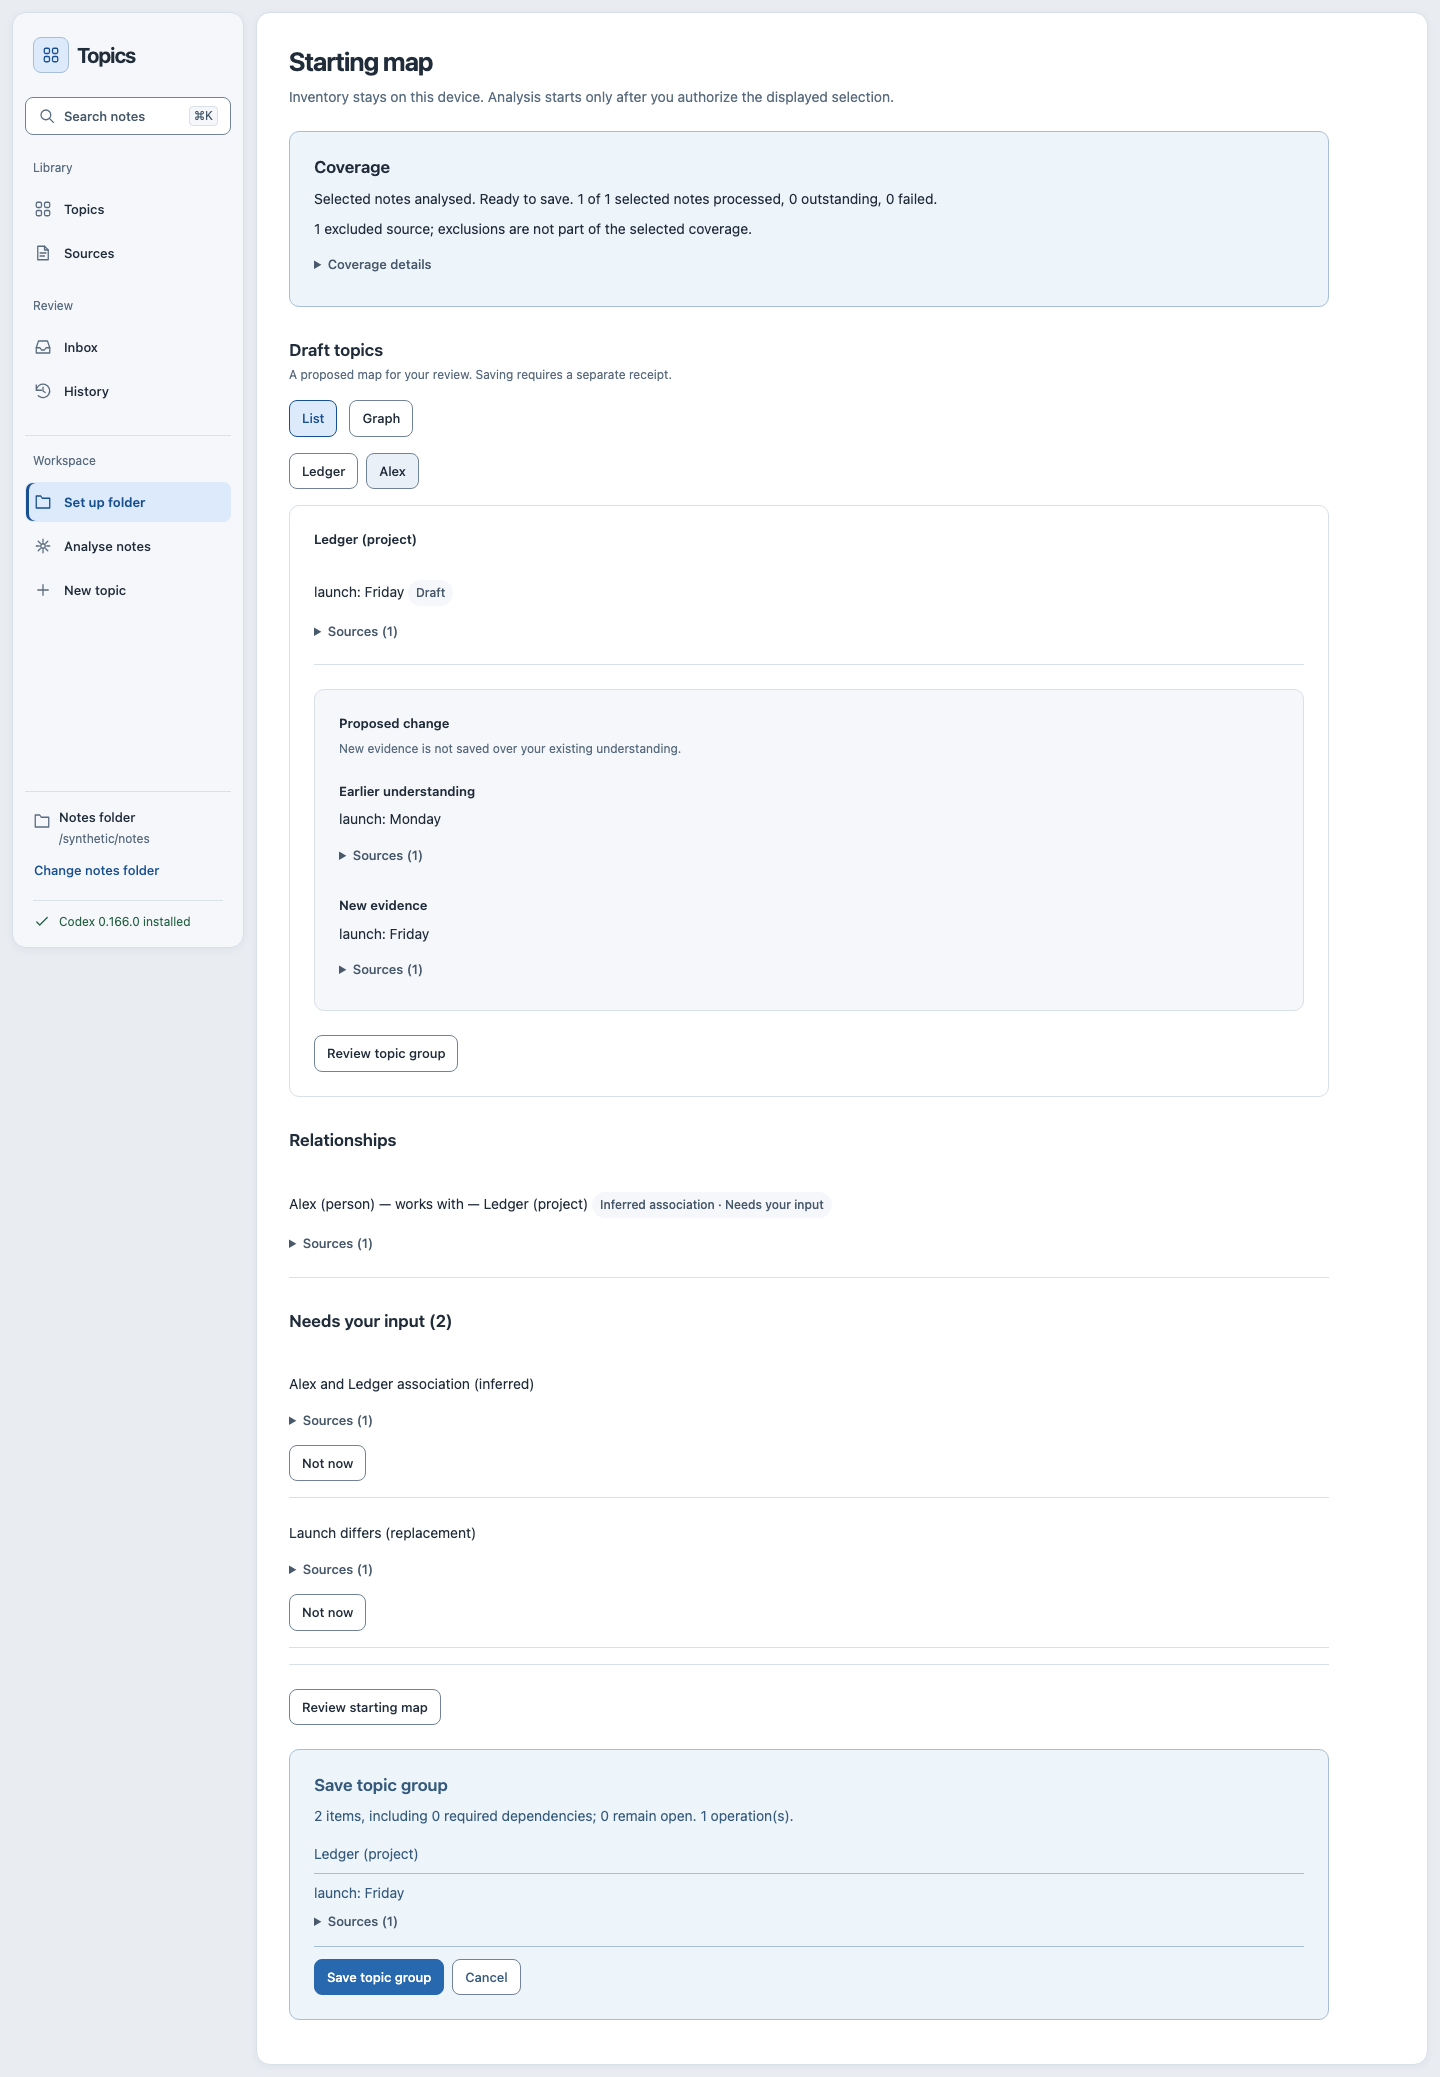 Topics
Search notes ⌘K
Library
Topics
Sources
Review
Inbox
History
Workspace
Set up folder
Analyse notes
New topic
Notes folder
/synthetic/notes
Change notes folder
Codex 0.166.0 installed
Starting map
Inventory stays on this device. Analysis starts only after you authorize the displayed selection.
Coverage
Selected notes analysed. Ready to save. 1 of 1 selected notes processed, 0 outstanding, 0 failed.
1 excluded source; exclusions are not part of the selected coverage.
Coverage details
Draft topics
A proposed map for your review. Saving requires a separate receipt.
List Graph
Ledger Alex
Ledger (project)
launch: Friday Draft
Sources (1)
Proposed change
New evidence is not saved over your existing understanding.
Earlier understanding
launch: Monday
Sources (1)
New evidence
launch: Friday
Sources (1)
Review topic group
Relationships
Alex (person) — works with — Ledger (project) Inferred association · Needs your input
Sources (1)
Needs your input (2)
Alex and Ledger association (inferred)
Sources (1)
Not now
Launch differs (replacement)
Sources (1)
Not now
Review starting map
Save topic group
2 items, including 0 required dependencies; 0 remain open. 1 operation(s).
Ledger (project)
launch: Friday
Sources (1)
Save topic group Cancel